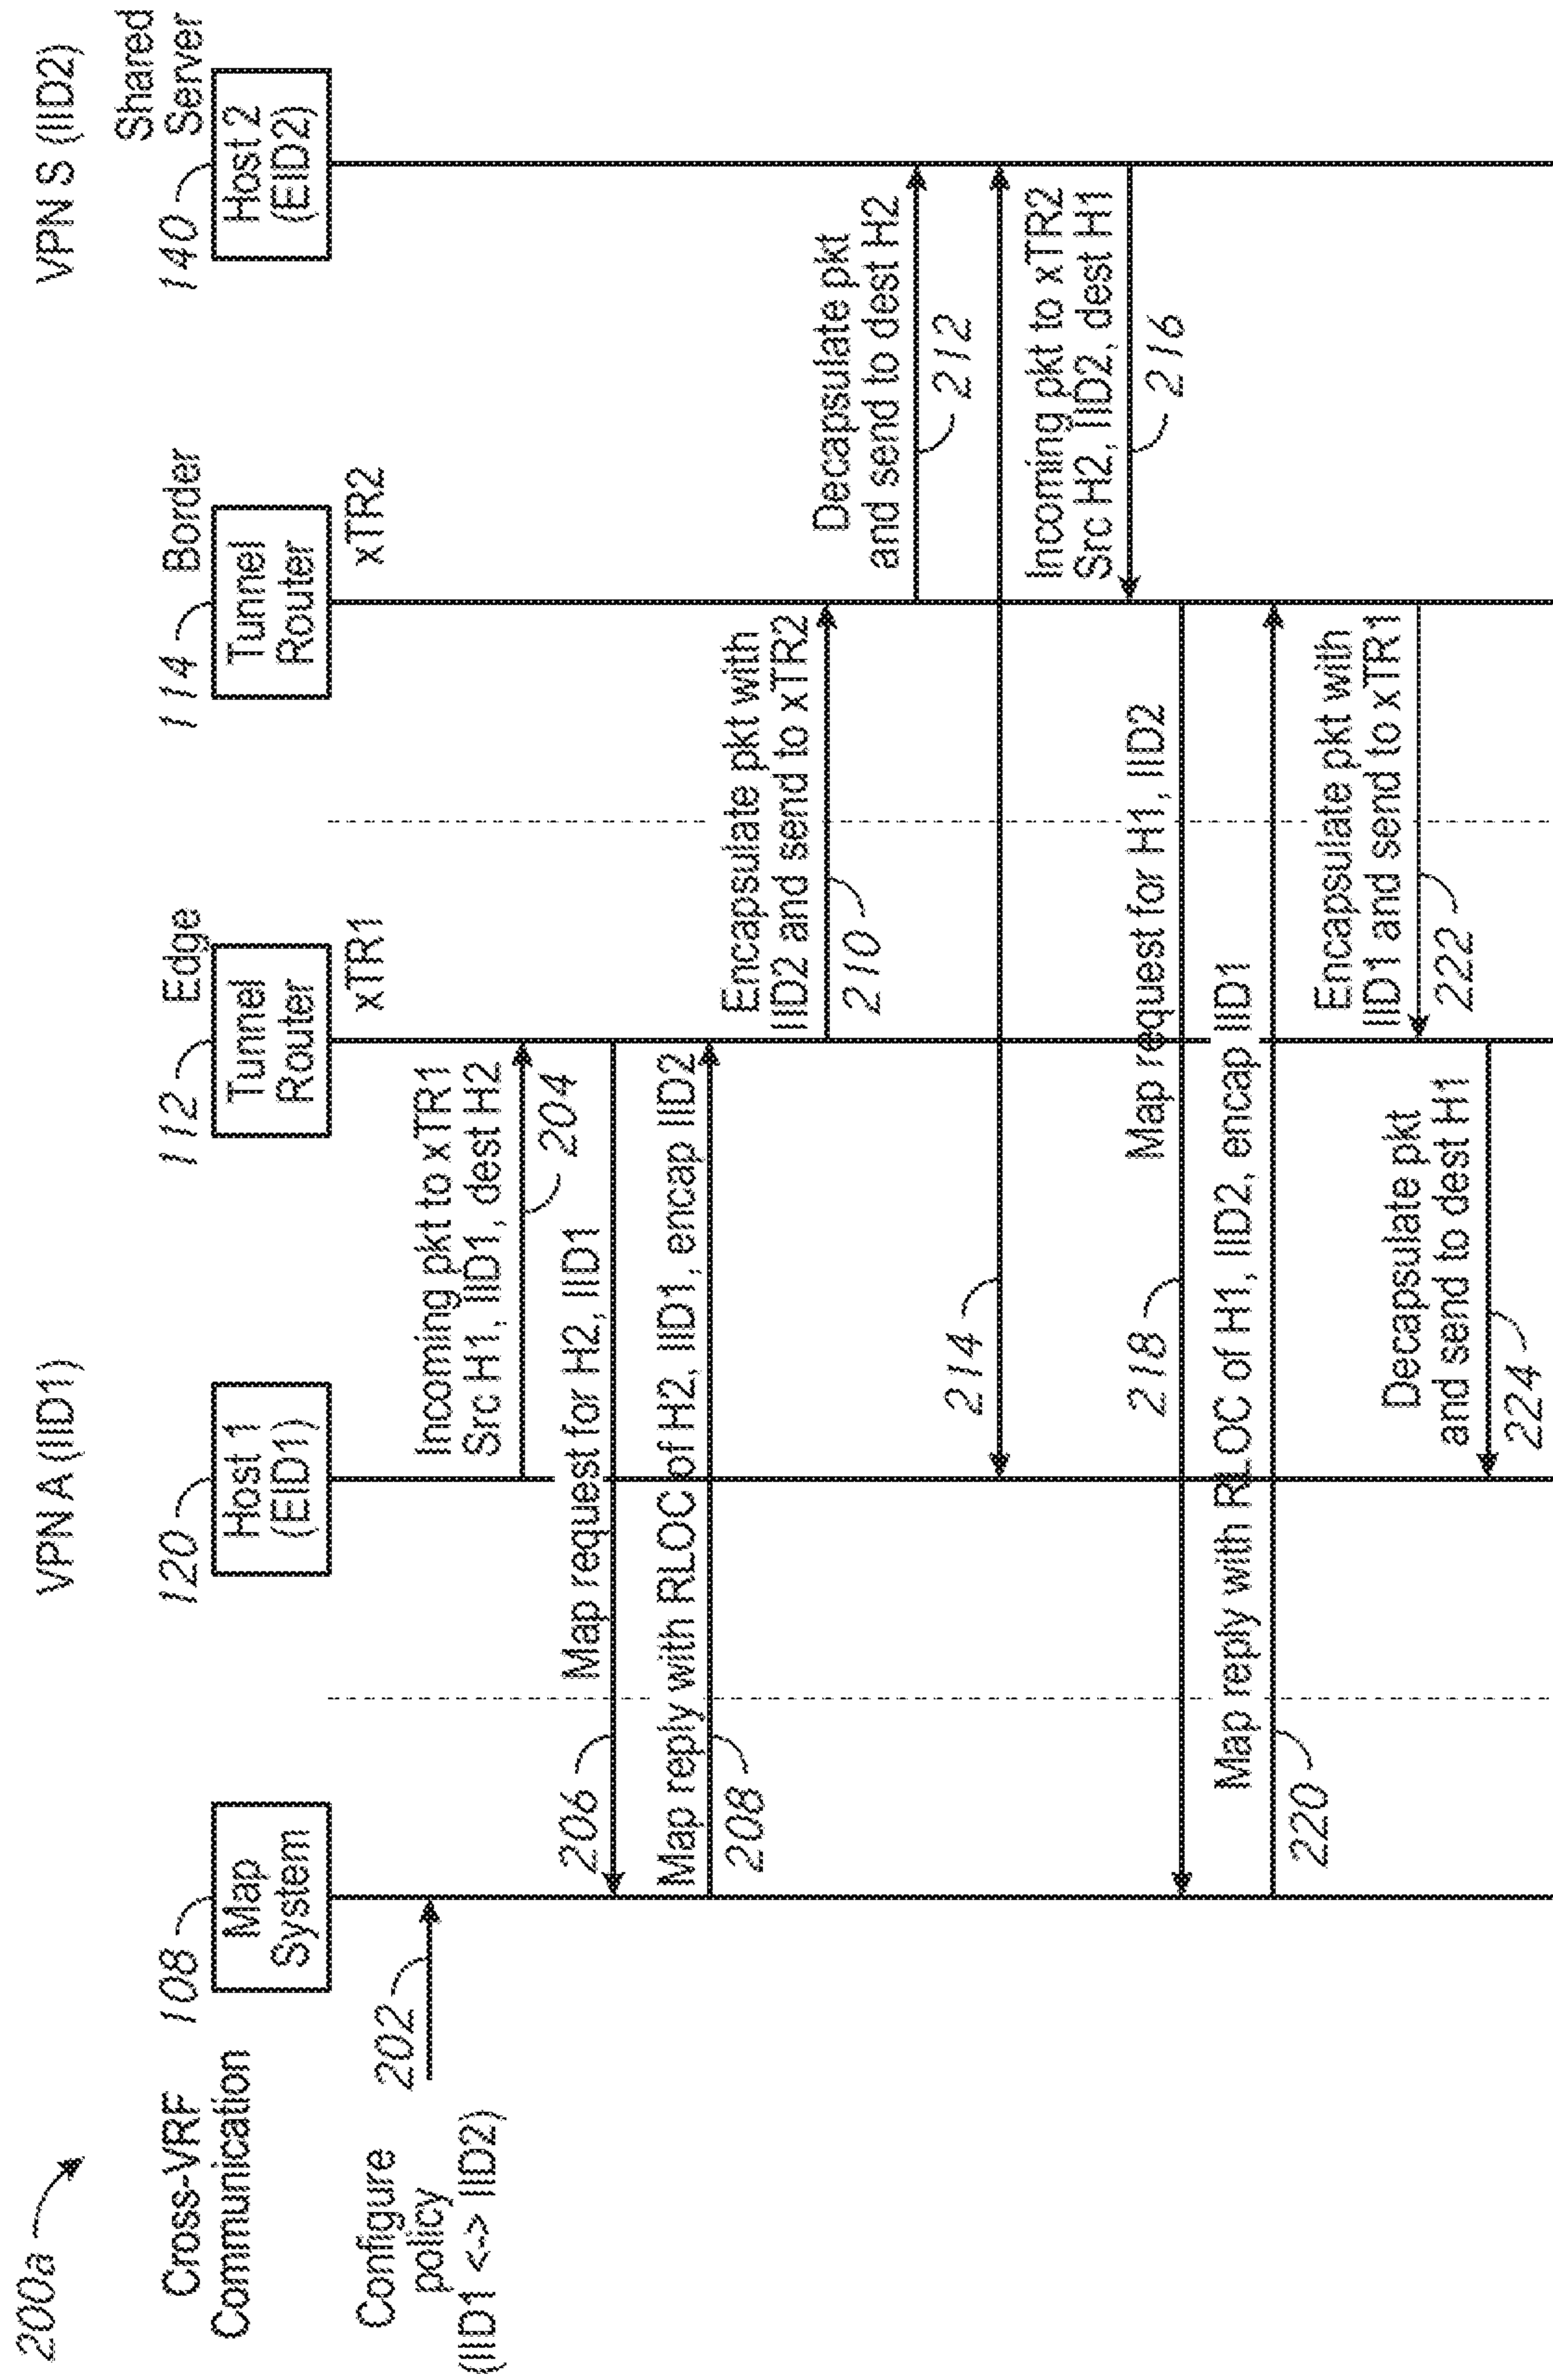 200a
VPN A (IID1)
VPN S (IID2)
Cross-VRF
Communication
108
Map
System
120
Host 1
(EID1)
112
Edge
Tunnel
Router
xTR1
114
Border
Tunnel
Router
xTR2
140
Shared
Server
Host 2
(EID2)
Configure
policy
(IID1 <-> IID2)
202
Incoming pkt to xTR1
Src H1, IID1, dest H2
204
Map request for H2, IID1
206
Map reply with RLOC of H2, IID1, encap IID2
208
Encapsulate pkt with
IID2 and send to xTR2
210
Decapsulate pkt
and send to dest H2
212
214
Incoming pkt to xTR2
Src H2, IID2, dest H1
216
Map request for H1, IID2
218
Map reply with RLOC of H1, IID2, encap IID1
220
Encapsulate pkt with
IID1 and send to xTR1
222
Decapsulate pkt
and send to dest H1
224